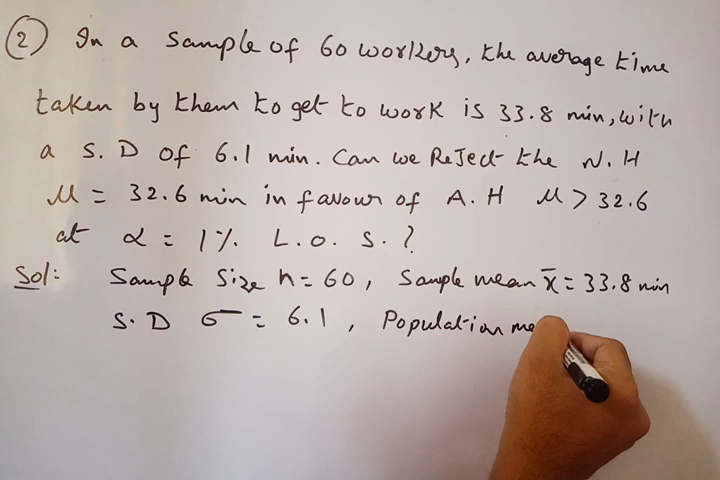 2 In a sample of 60 workers, the average time
taken by them to get to work is 33.8 min, with
a S.D of 6.1 min. Can we Reject the N.H
μ = 32.6 min in favour of A.H μ > 32.6
at α = 1% L.O.S.?
Sol: Sample Size n = 60, Sample mean x̄ = 33.8 min
S.D σ = 6.1, Population me